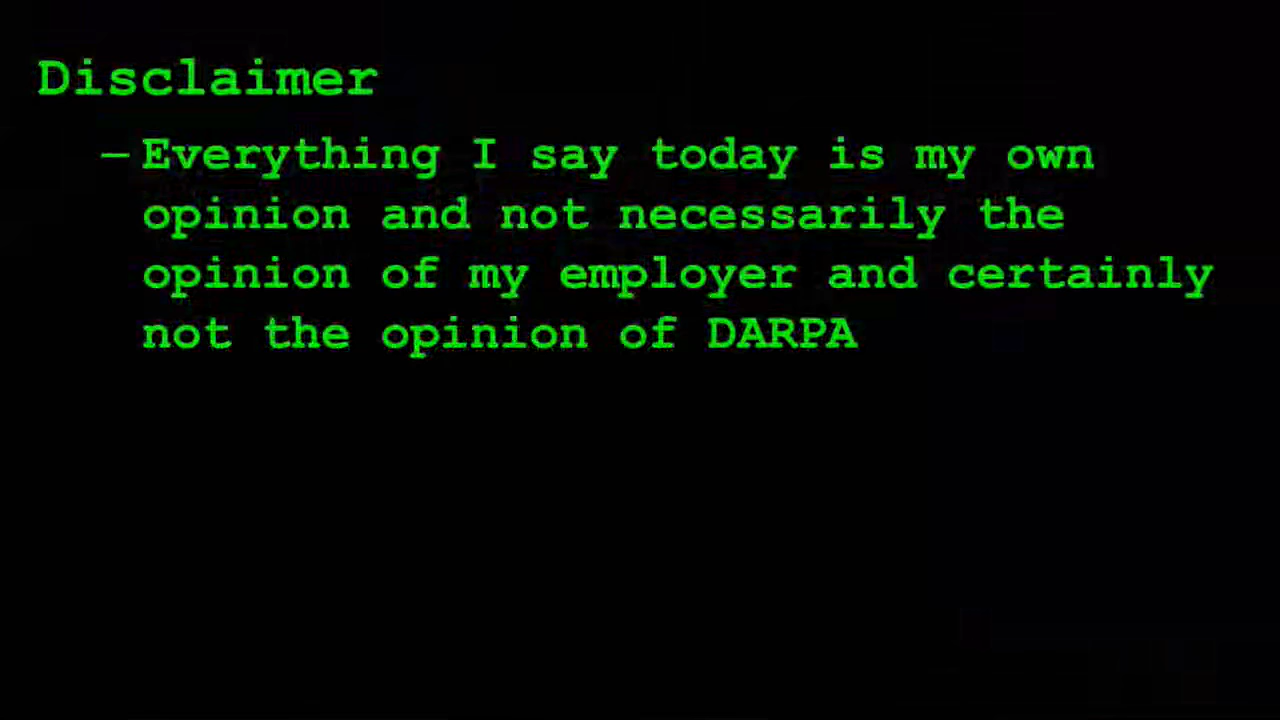 Disclaimer
– Everything I say today is my own
opinion and not necessarily the
opinion of my employer and certainly
not the opinion of DARPA